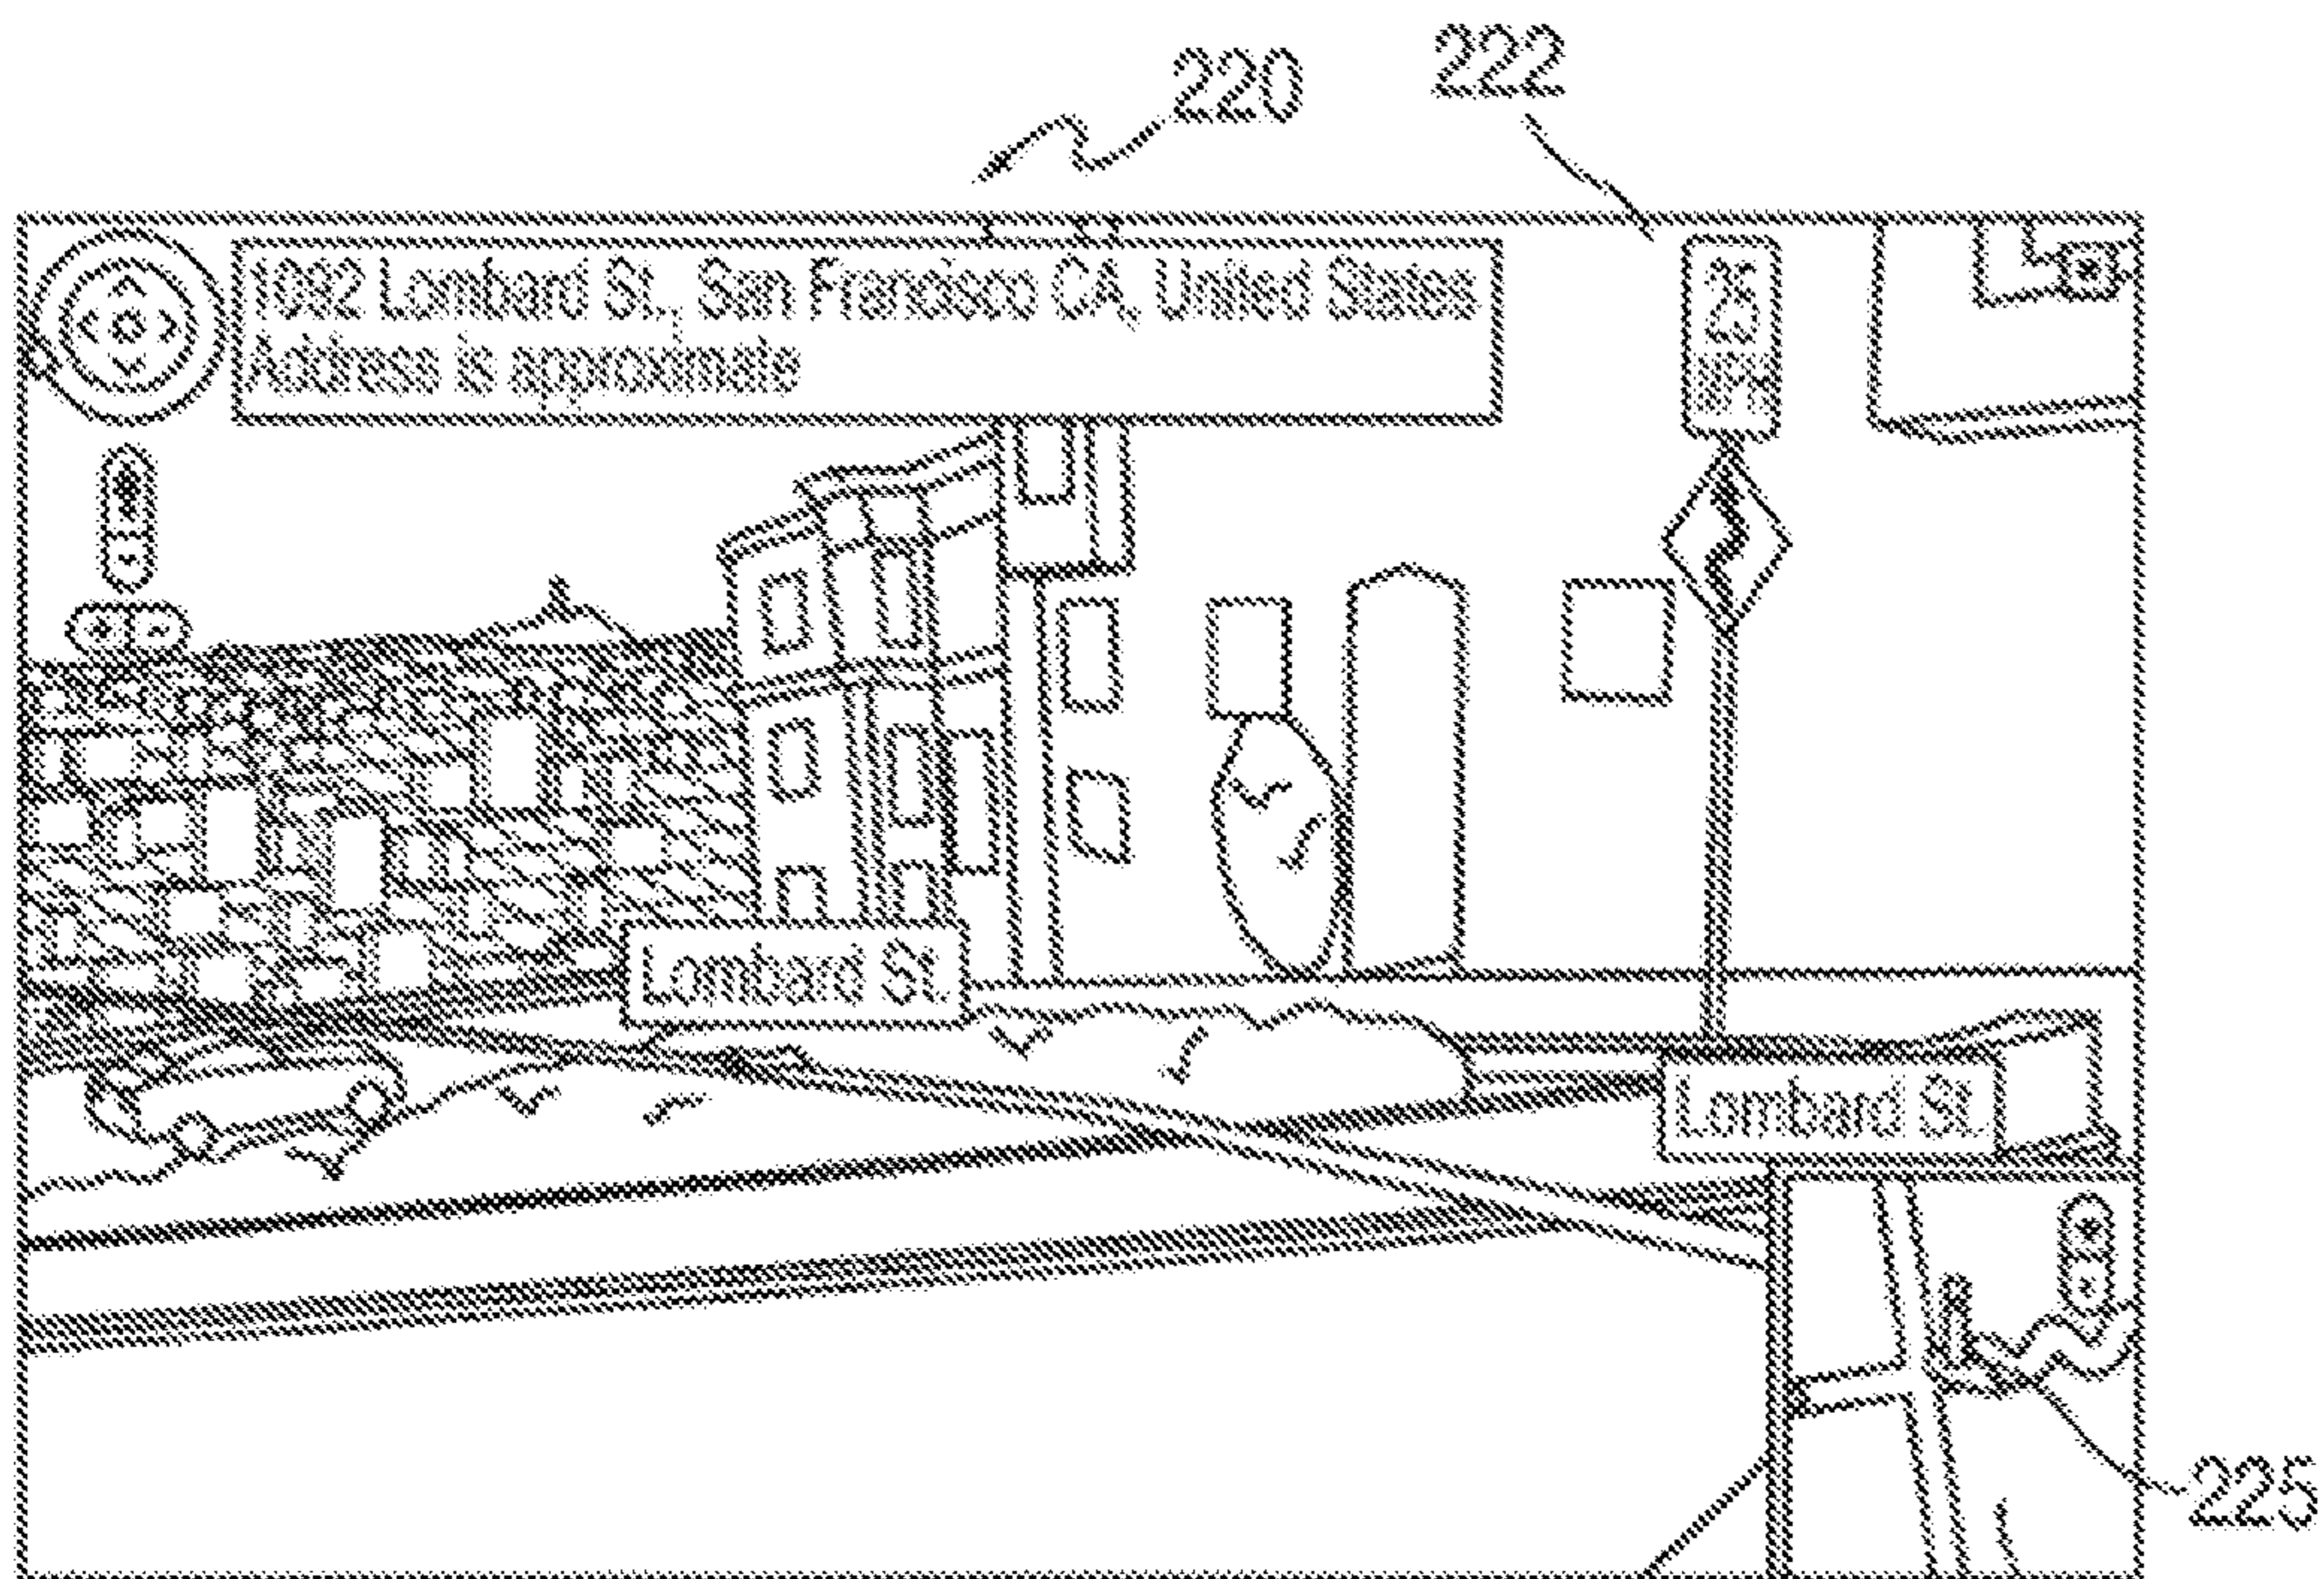 220
222
1092 Lombard St., San Francisco CA, United States
Address is approximate
25
MPH
Lombard St.
Lombard St.
225